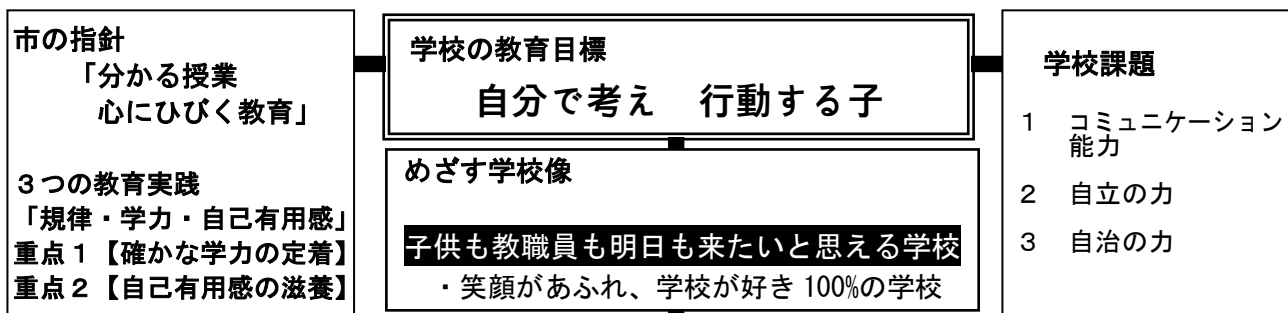 市の指針
「分かる授業
心にひびく教育」
３つの教育実践
「規律・学力・自己有用感」
重点１【確かな学力の定着】
重点２【自己有用感の滋養】
学校の教育目標
自分で考え　行動する子
めざす学校像
子供も教職員も明日も来たいと思える学校
・笑顔があふれ、学校が好き 100%の学校
学校課題
１　コミュニケーション
能力
２　自立の力
３　自治の力